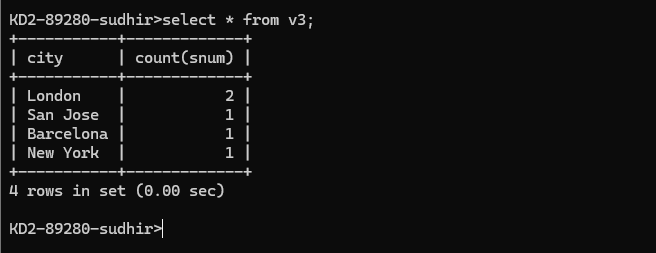 KD2-89280-sudhir>select * from v3;
+-----------+-------------+
| city      | count(snum) |
+-----------+-------------+
| London    |           2 |
| San Jose  |           1 |
| Barcelona |           1 |
| New York  |           1 |
+-----------+-------------+
4 rows in set (0.00 sec)
KD2-89280-sudhir>